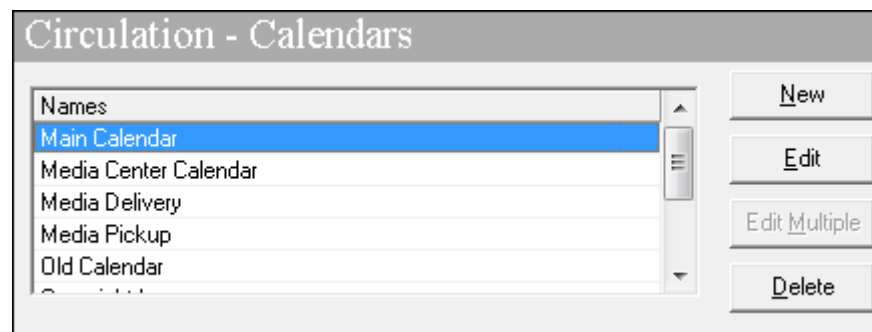 Circulation - Calendars
Names
Main Calendar
Media Center Calendar
Media Delivery
Media Pickup
Old Calendar
New
Edit
Edit Multiple
Delete